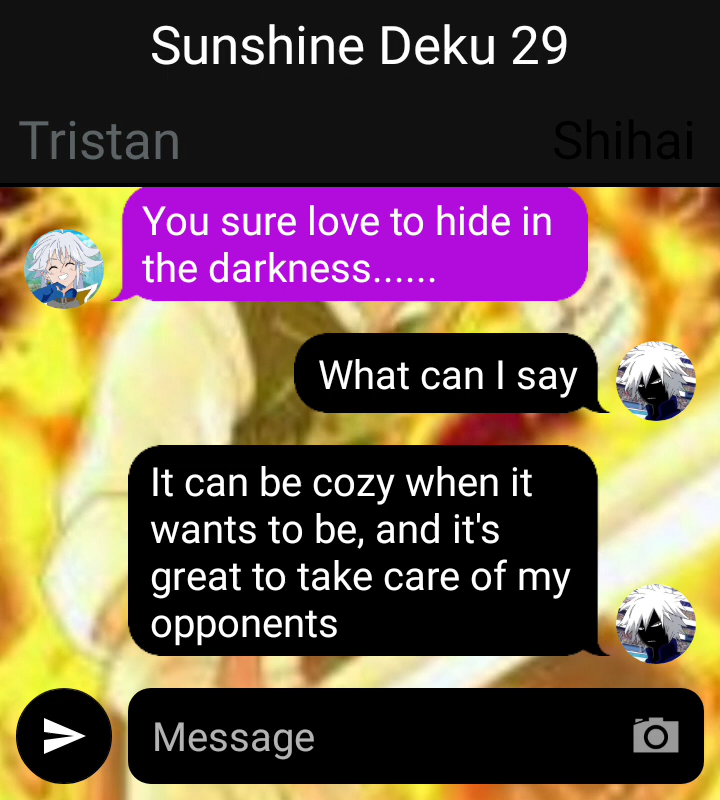 Sunshine Deku 29
Tristan
Shihai
You sure love to hide in
the darkness......
What can I say
It can be cozy when it
wants to be, and it's
great to take care of my
opponents
Message